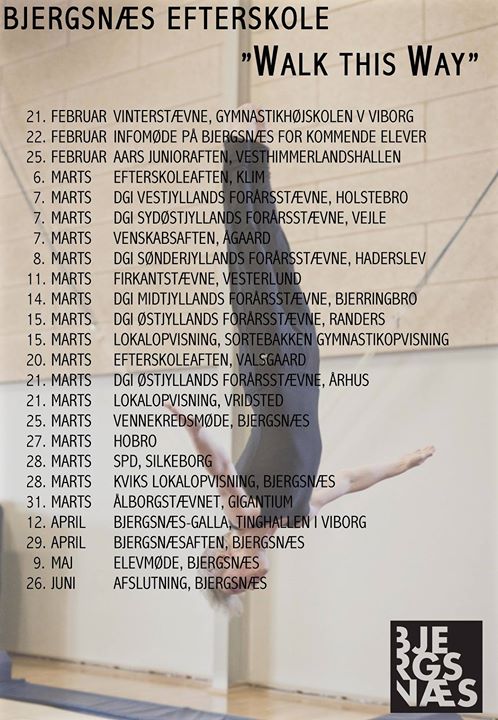 BJERGSNÆS EFTERSKOLE
"WALK THIS WAY"
21. FEBRUAR VINTERSTÆVNE, GYMNASTIKHØJSKOLEN V VIBORG
22. FEBRUAR INFOMØDE PÅ BJERGSNÆS FOR KOMMENDE ELEVER
25. FEBRUAR AARS JUNIORAFTEN, VESTHIMMERLANDSHALLEN
6. MARTS EFTERSKOLEAFTEN, KLIM
7. MARTS DGI VESTJYLLANDS FORÅRSSTÆVNE, HOLSTEBRO
7. MARTS DGI SYDØSTJYLLANDS FORÅRSSTÆVNE, VEJLE
7. MARTS VENSKABSAFTEN, ÅGAARD
8. MARTS DGI SØNDERJYLLANDS FORÅRSSTÆVNE, HADERSLEV
11. MARTS FIRKANTSTÆVNE, VESTERLUND
14. MARTS DGI MIDTJYLLANDS FORÅRSSTÆVNE, BJERRINGBRO
15. MARTS DGI ØSTJYLLANDS FORÅRSSTÆVNE, RANDERS
15. MARTS LOKALOPVISNING, SORTEBAKKEN GYMNASTIKOPVISNING
20. MARTS EFTERSKOLEAFTEN, VALSGAARD
21. MARTS DGI ØSTJYLLANDS FORÅRSSTÆVNE, ÅRHUS
21. MARTS LOKALOPVISNING, VRIDSTED
25. MARTS VENNEKREDSMØDE, BJERGSNÆS
27. MARTS HOBRO
28. MARTS SPD, SILKEBORG
28. MARTS KVIKS LOKALOPVISNING, BJERGSNÆS
31. MARTS ÅLBORGSTÆVNET, GIGANTIUM
12. APRIL BJERGSNÆS-GALLA, TINGHALLEN I VIBORG
29. APRIL BJERGSNÆSAFTEN, BJERGSNÆS
9. MAJ ELEVMØDE, BJERGSNÆS
26. JUNI AFSLUTNING, BJERGSNÆS
BJE
RGS
NÆS